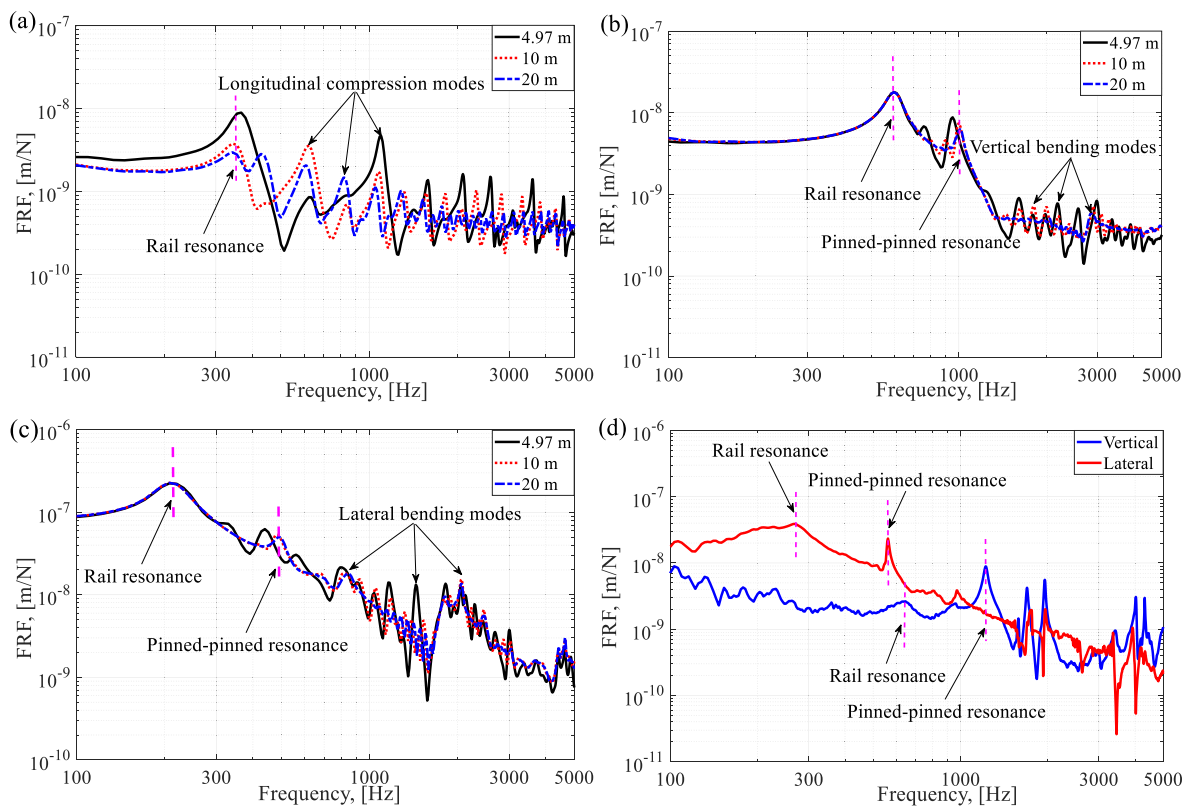 (a)
10^-7
10^-8
10^-9
10^-10
10^-11
FRF, [m/N]
4.97 m
10 m
20 m
Longitudinal compression modes
Rail resonance
100
300
1000
3000
5000
Frequency, [Hz]
(b)
10^-7
10^-8
10^-9
10^-10
10^-11
FRF, [m/N]
4.97 m
10 m
20 m
Vertical bending modes
Rail resonance
Pinned-pinned resonance
100
300
1000
3000
5000
Frequency, [Hz]
(c)
10^-6
10^-7
10^-8
10^-9
10^-10
FRF, [m/N]
4.97 m
10 m
20 m
Lateral bending modes
Rail resonance
Pinned-pinned resonance
100
300
1000
3000
5000
Frequency, [Hz]
(d)
10^-6
10^-7
10^-8
10^-9
10^-10
10^-11
FRF, [m/N]
Vertical
Lateral
Rail resonance
Pinned-pinned resonance
Rail resonance
Pinned-pinned resonance
100
300
1000
3000
5000
Frequency, [Hz]